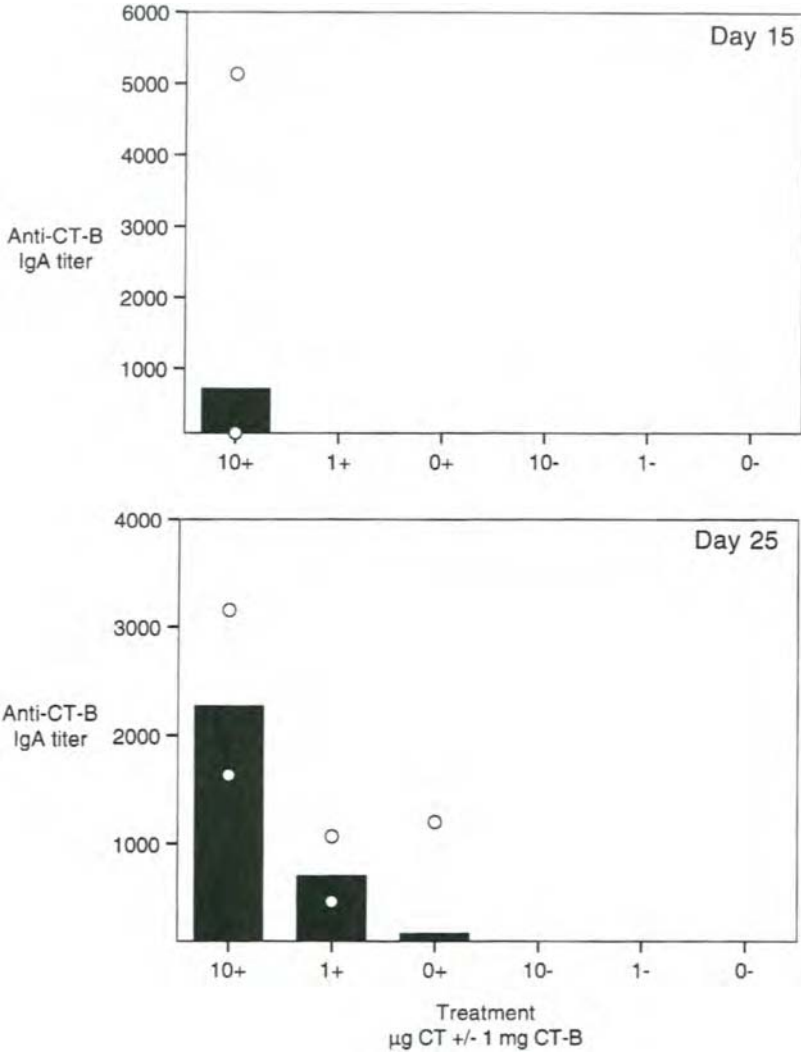 6000
Day 15
5000
4000
3000
Anti-CT-B
IgA titer
2000
1000
10+ 1+ 0+ 10- 1- 0-
4000
Day 25
3000
Anti-CT-B
IgA titer
2000
1000
10+ 1+ 0+ 10- 1- 0-
Treatment
µg CT +/- 1 mg CT-B